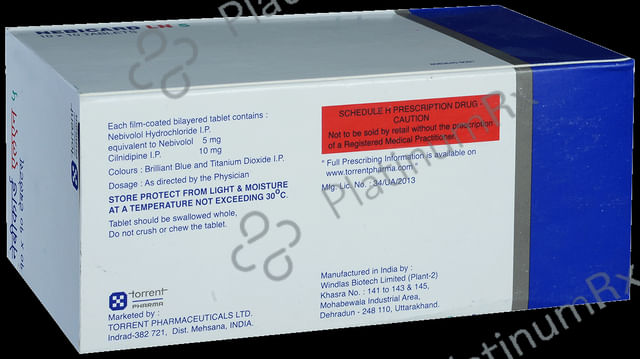 NEBICARD LN 5
10 x 10 TABLETS
Each film-coated bilayered tablet contains :
Nebivolol Hydrochloride I.P.
equivalent to Nebivolol 5 mg
Cilnidipine I.P. 10 mg
Colours : Brilliant Blue and Titanium Dioxide I.P.
Dosage : As directed by the Physician
STORE PROTECT FROM LIGHT & MOISTURE
AT A TEMPERATURE NOT EXCEEDING 30°C.
Tablet should be swallowed whole,
Do not crush or chew the tablet.
torrent
PHARMA
Marketed by :
TORRENT PHARMACEUTICALS LTD.
Indrad-382 721, Dist. Mehsana, INDIA.
SCHEDULE H PRESCRIPTION DRUG
CAUTION
Not to be sold by retail without the prescription
of a Registered Medical Practitioner.
* Full Prescribing Information is available on
www.torrentpharma.com
Mfg. Lic. No. : 34/UA/2013
Manufactured in India by :
Windlas Biotech Limited (Plant-2)
Khasra No. : 141 to 143 & 145,
Mohabewala Industrial Area,
Dehradun - 248 110, Uttarakhand.
PlatinumRx
PlatinumRx